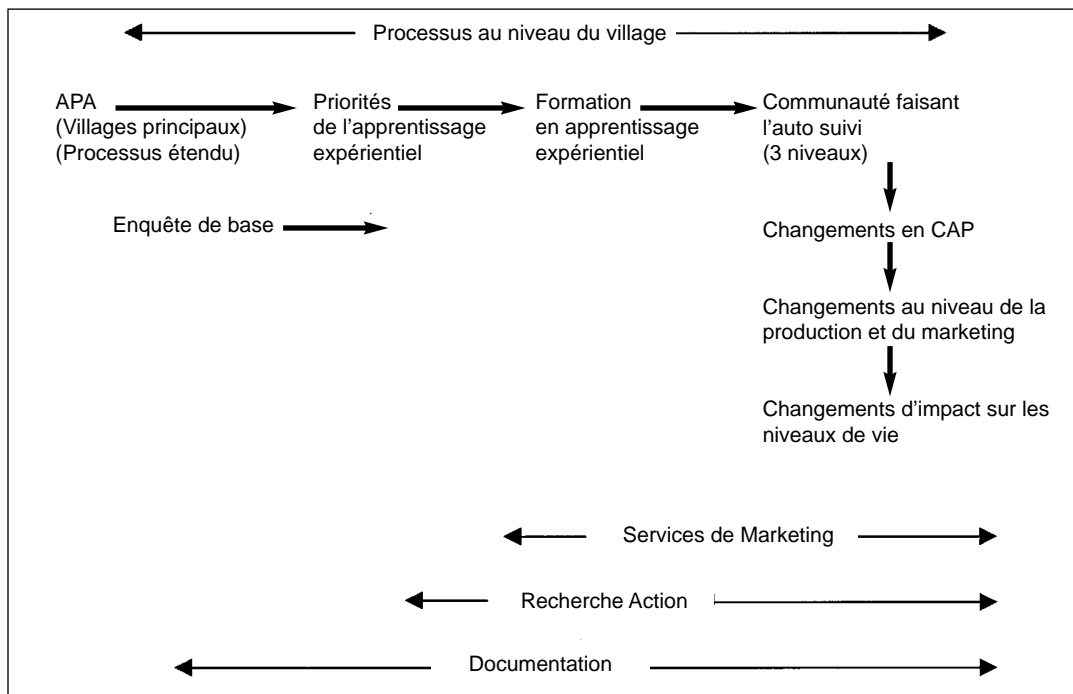 Processus au niveau du village
APA
(Villages principaux)
(Processus étendu)
Priorités
de l’apprentissage
expérientiel
Formation
en apprentissage
expérientiel
Communauté faisant
l’auto suivi
(3 niveaux)
Enquête de base
Changements en CAP
Changements au niveau de la
production et du marketing
Changements d’impact sur les
niveaux de vie
Services de Marketing
Recherche Action
Documentation